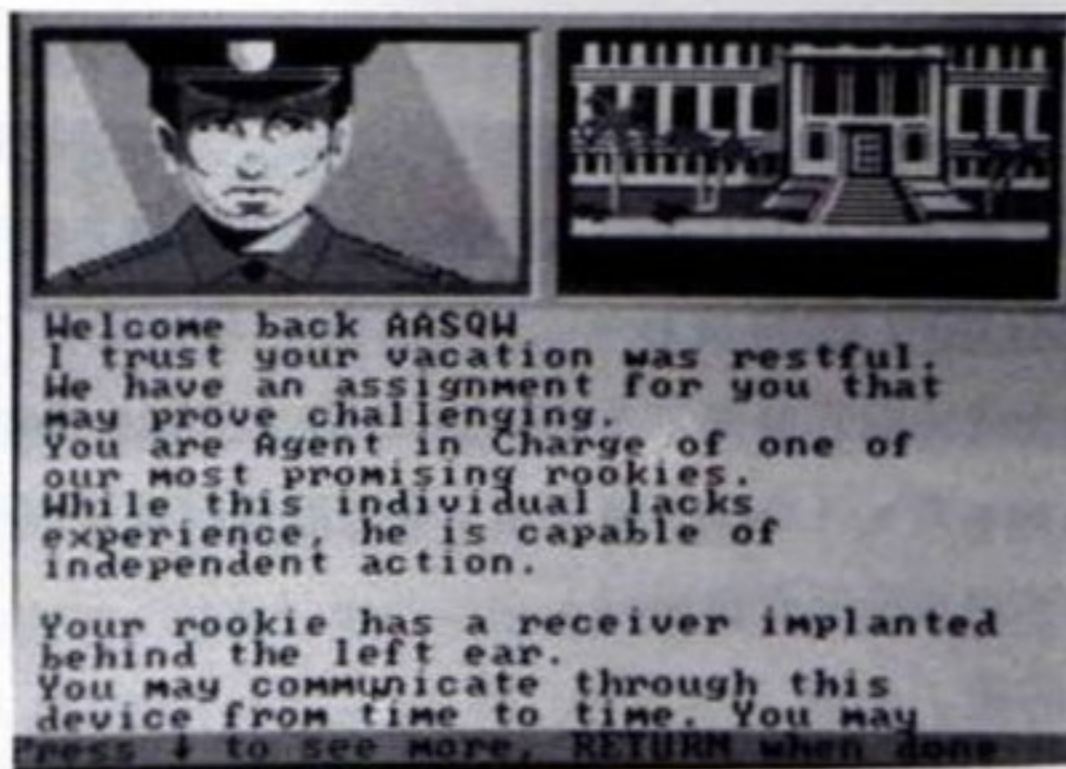 Welcome back AASQW
I trust your vacation was restful.
We have an assignment for you that
may prove challenging.
You are Agent in Charge of one of
our most promising rookies.
While this individual lacks
experience, he is capable of
independent action.
Your rookie has a receiver implanted
behind the left ear.
You may communicate through this
device from time to time. You may
Press ↓ to see more, RETURN when done